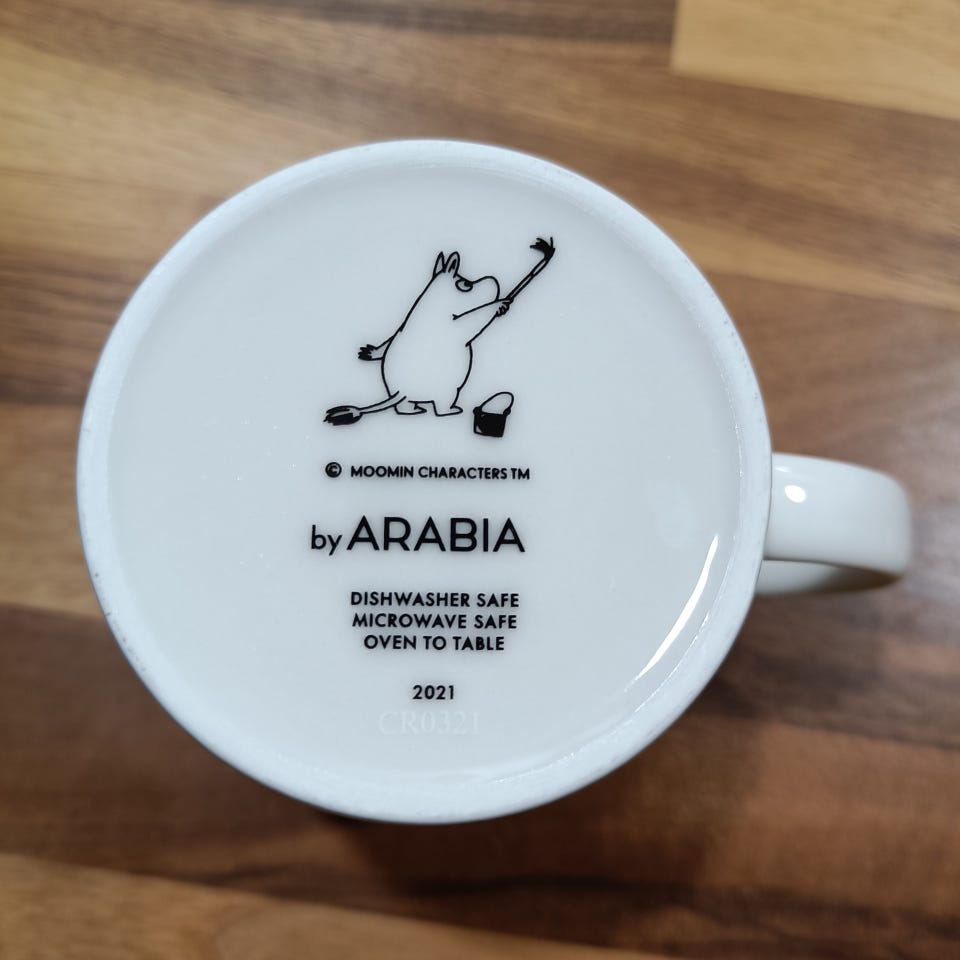 © MOOMIN CHARACTERS TM
by ARABIA
DISHWASHER SAFE
MICROWAVE SAFE
OVEN TO TABLE
2021
CR0321